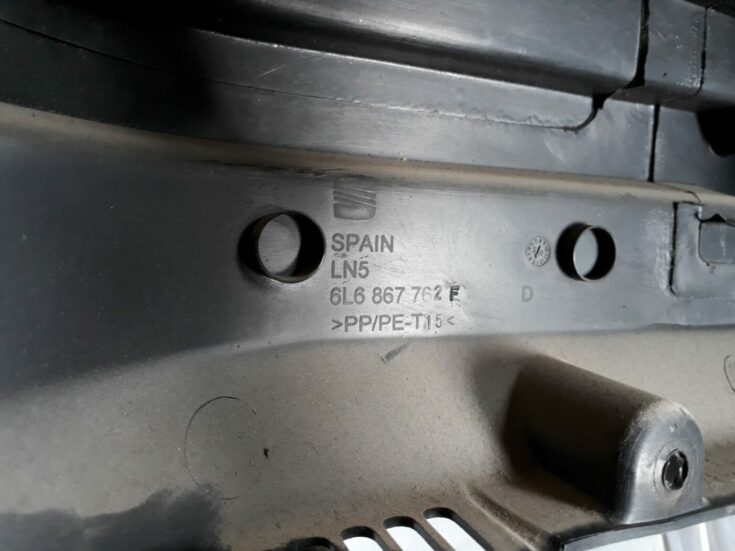 SPAIN
LN5
6L6 867 762 F
D
>PP/PE-T15<